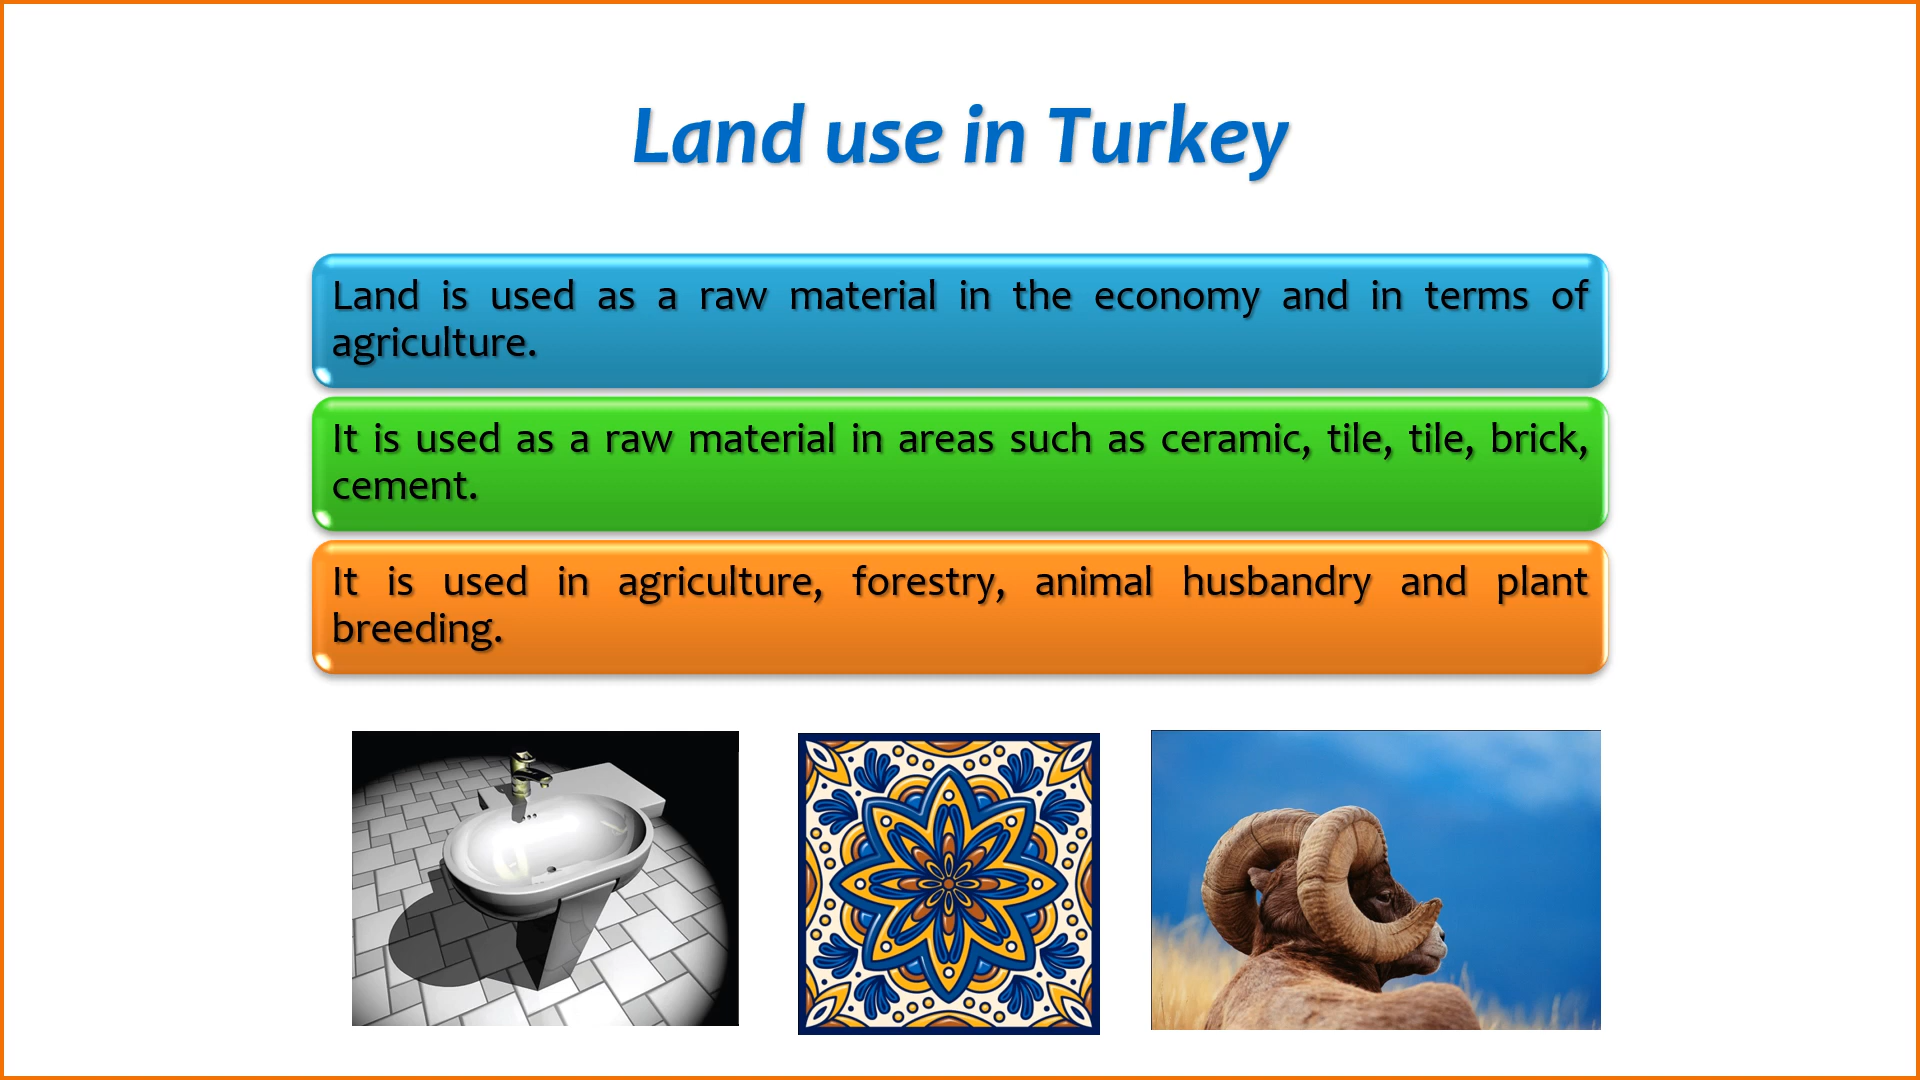 Land use in Turkey
Land is used as a raw material in the economy and in terms of
agriculture.
It is used as a raw material in areas such as ceramic, tile, tile, brick,
cement.
It is used in agriculture, forestry, animal husbandry and plant
breeding.